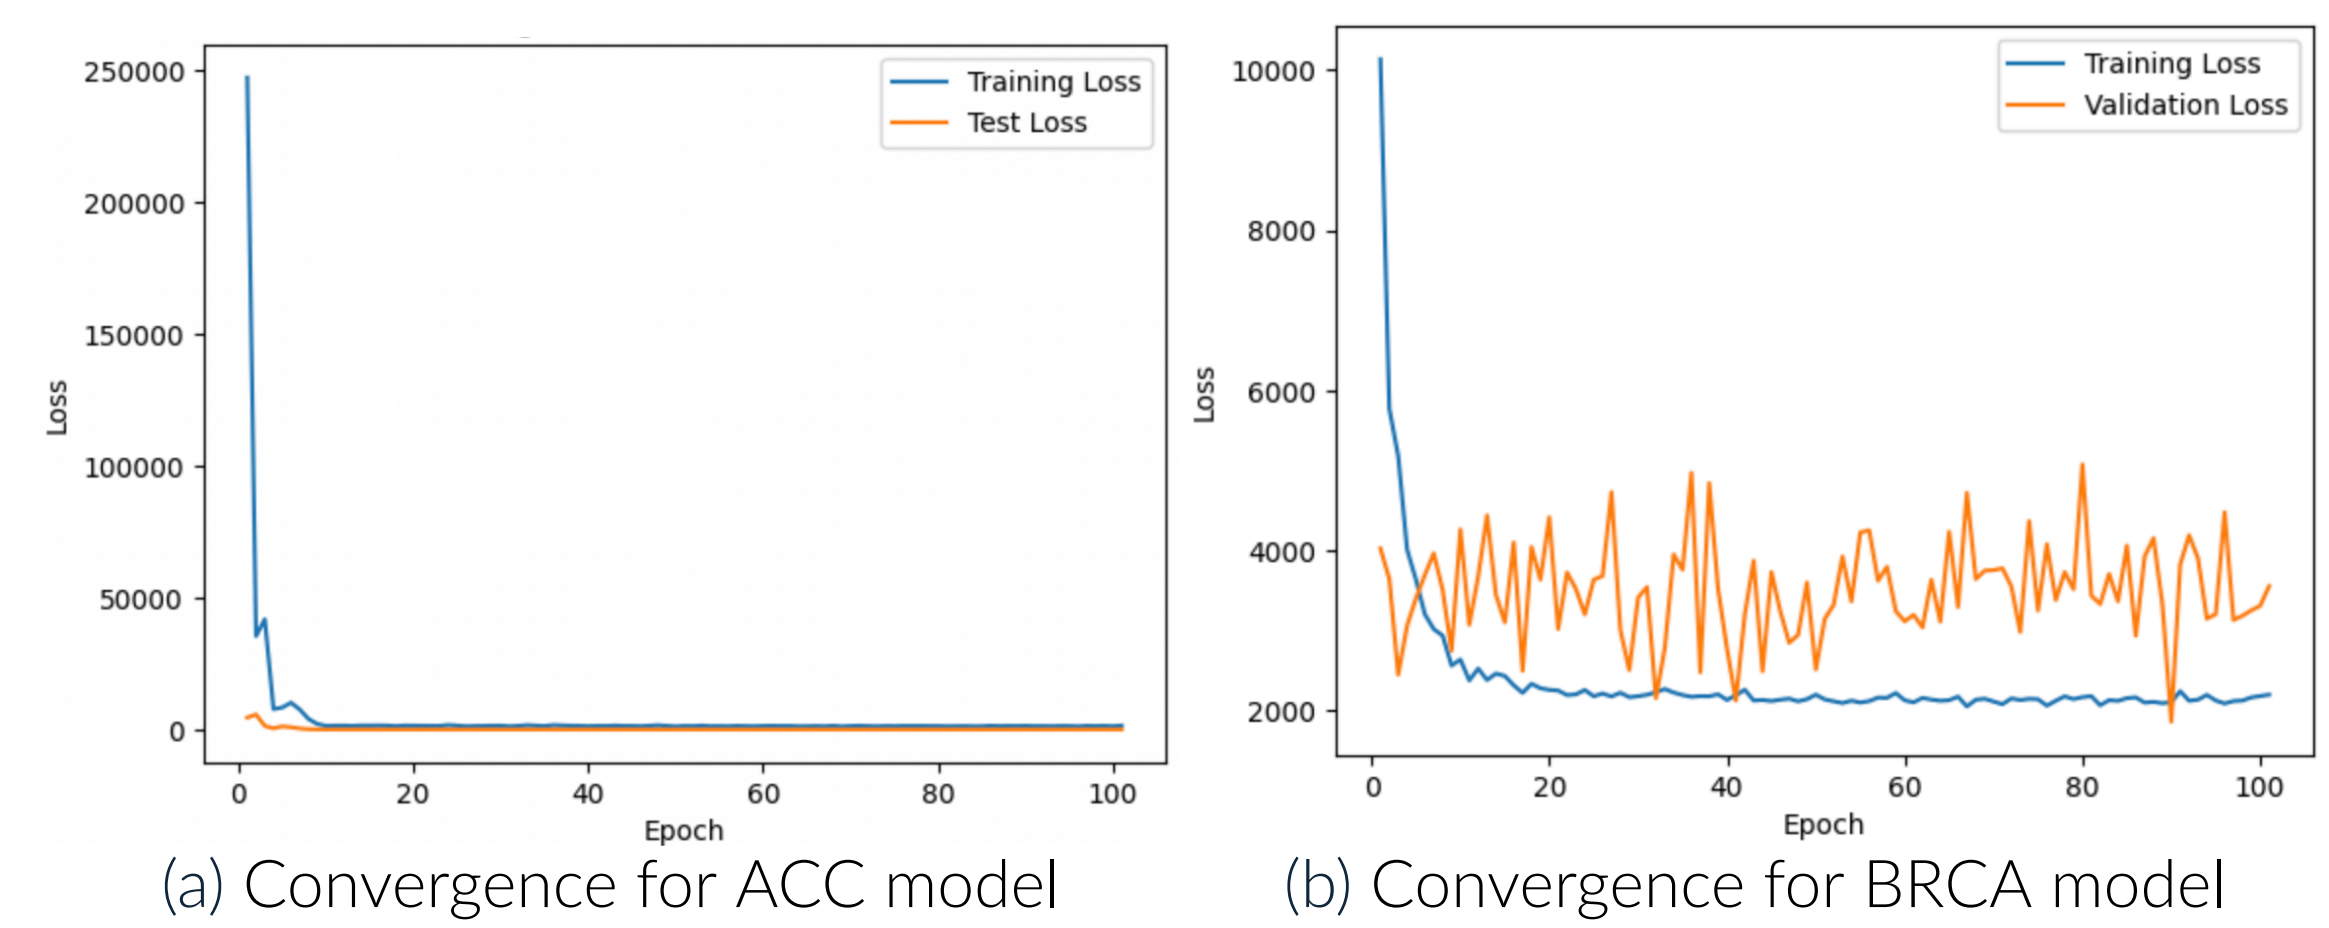 250000
200000
150000
100000
50000
0
Loss
0 20 40 60 80 100
Epoch
Training Loss
Test Loss
(a) Convergence for ACC model
10000
8000
6000
4000
2000
Loss
0 20 40 60 80 100
Epoch
Training Loss
Validation Loss
(b) Convergence for BRCA model